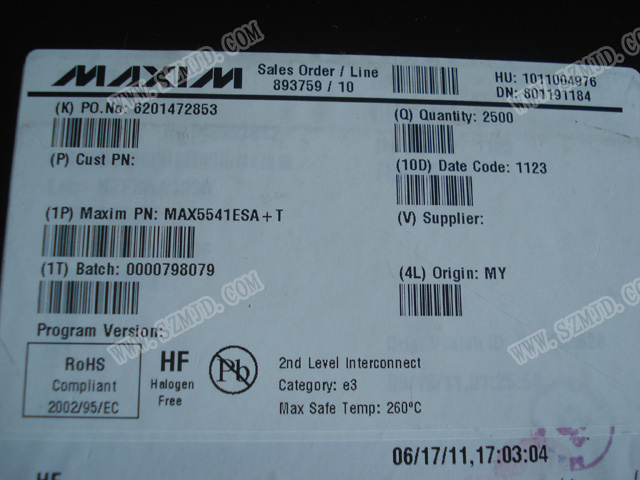 MAXIM
Sales Order / Line
893759 / 10
HU: 1011004976
DN: 801191184
(K) PO.No: 6201472853
(Q) Quantity: 2500
(P) Cust PN:
(10D) Date Code: 1123
(1P) Maxim PN: MAX5541ESA+T
(V) Supplier:
(1T) Batch: 0000798079
(4L) Origin: MY
Program Version:
RoHS
Compliant
2002/95/EC
HF
Halogen
Free
Pb
2nd Level Interconnect
Category: e3
Max Safe Temp: 260°C
06/17/11,17:03:04
HF
WWW.SZMJD.COM
WWW.SZMJD.COM
WWW.SZMJD.COM
WWW.SZMJD.COM